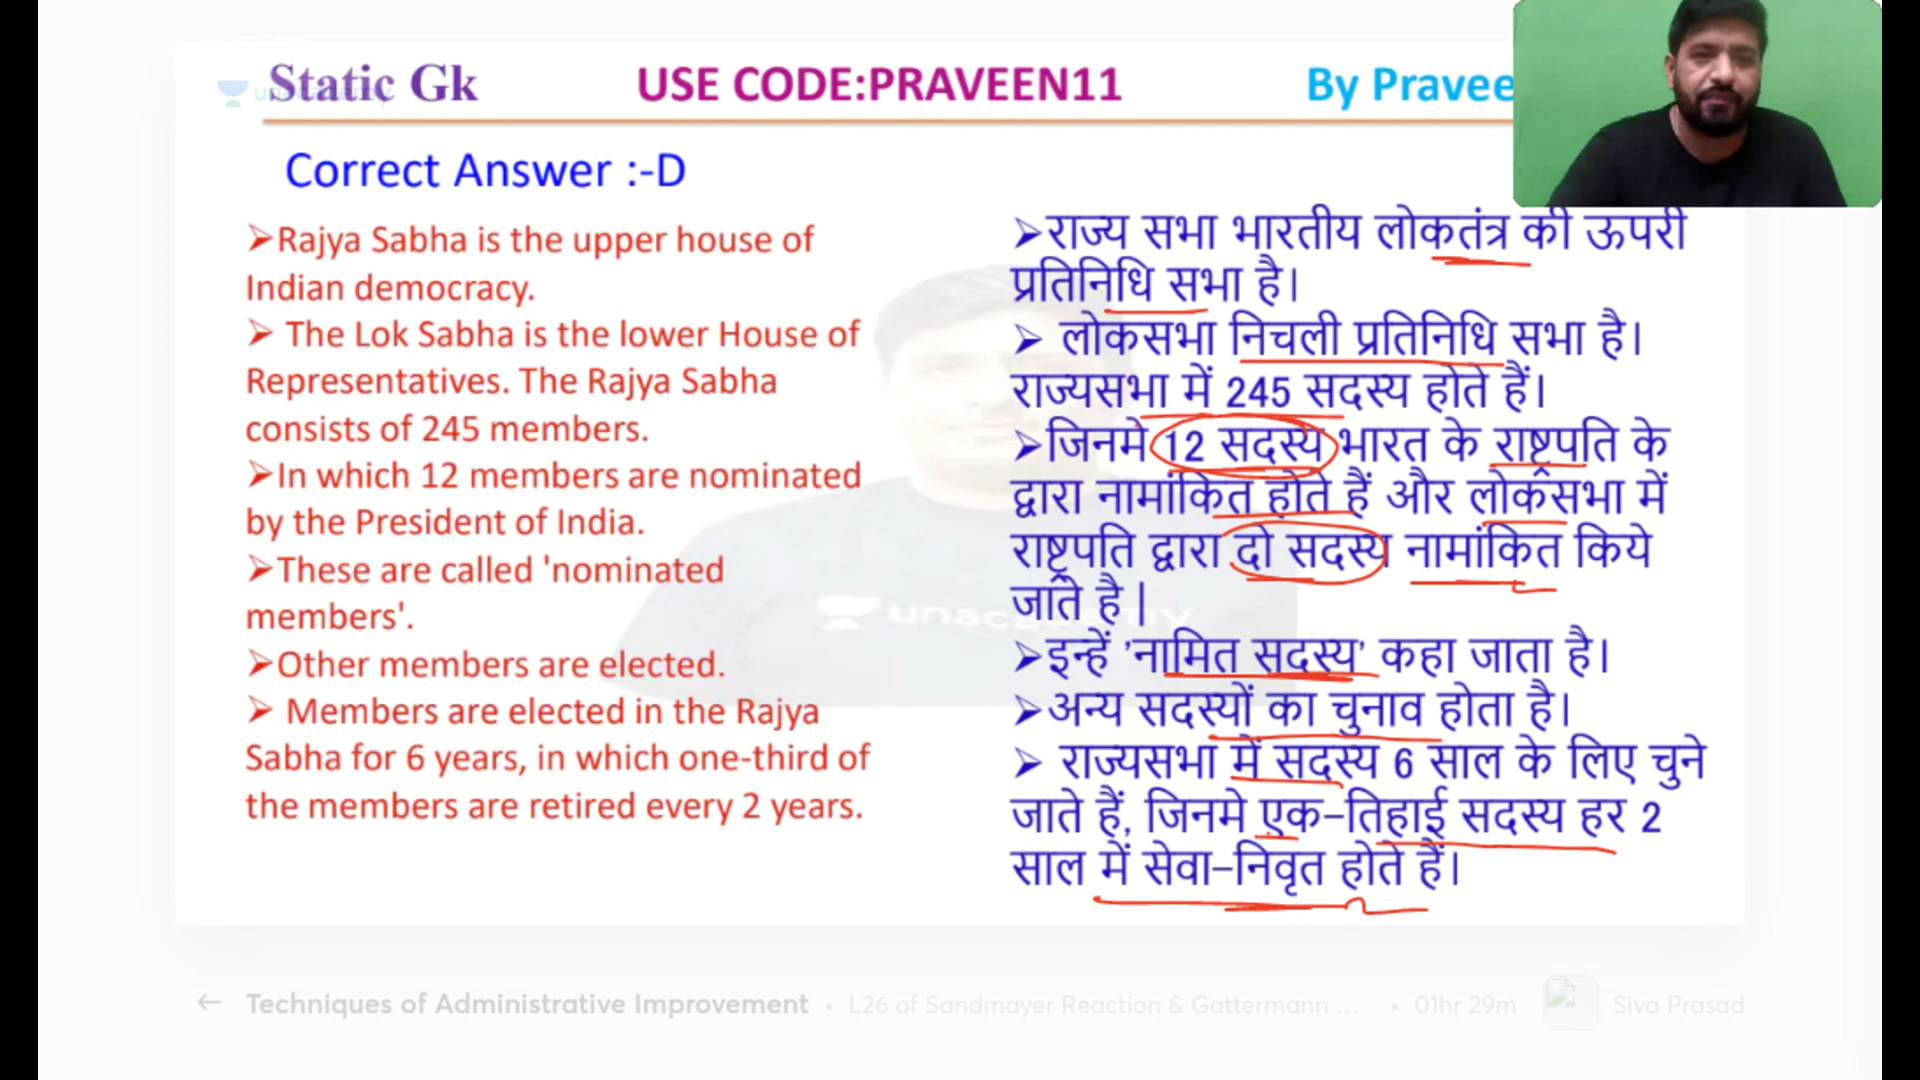 Static Gk
USE CODE:PRAVEEN11
By Pravee
Correct Answer :-D
➢Rajya Sabha is the upper house of
Indian democracy.
➢ The Lok Sabha is the lower House of
Representatives. The Rajya Sabha
consists of 245 members.
➢In which 12 members are nominated
by the President of India.
➢These are called 'nominated
members'.
➢Other members are elected.
➢ Members are elected in the Rajya
Sabha for 6 years, in which one-third of
the members are retired every 2 years.
➢राज्य सभा भारतीय लोकतंत्र की ऊपरी
प्रतिनिधि सभा है।
➢ लोकसभा निचली प्रतिनिधि सभा है।
राज्यसभा में 245 सदस्य होते हैं।
➢जिनमे 12 सदस्य भारत के राष्ट्रपति के
द्वारा नामांकित होते हैं और लोकसभा में
राष्ट्रपति द्वारा दो सदस्य नामांकित किये
जाते है|
➢इन्हें 'नामित सदस्य' कहा जाता है।
➢अन्य सदस्यों का चुनाव होता है।
➢ राज्यसभा में सदस्य 6 साल के लिए चुने
जाते हैं, जिनमे एक-तिहाई सदस्य हर 2
साल में सेवा-निवृत होते हैं।
unacademy
Techniques of Administrative Improvement • L26 of Sandmayer Reaction & Gattermann ... • 01hr 29m Siva Prasad